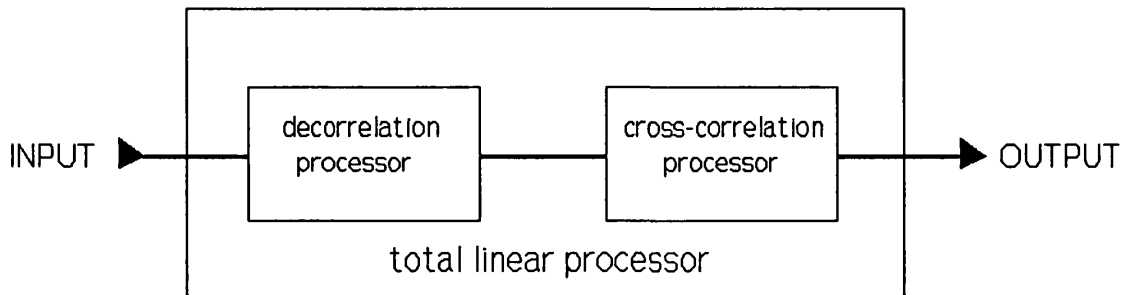 INPUT
decorrelation
processor
cross-correlation
processor
OUTPUT
total linear processor